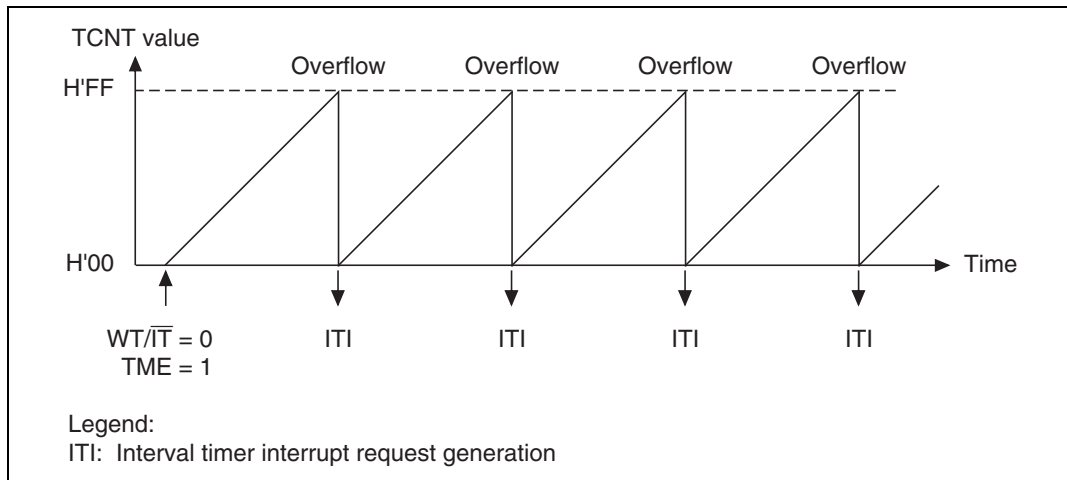 TCNT value
Overflow Overflow Overflow Overflow
H'FF
H'00
Time
WT/I̅T̅ = 0
TME = 1
ITI ITI ITI ITI
Legend:
ITI: Interval timer interrupt request generation